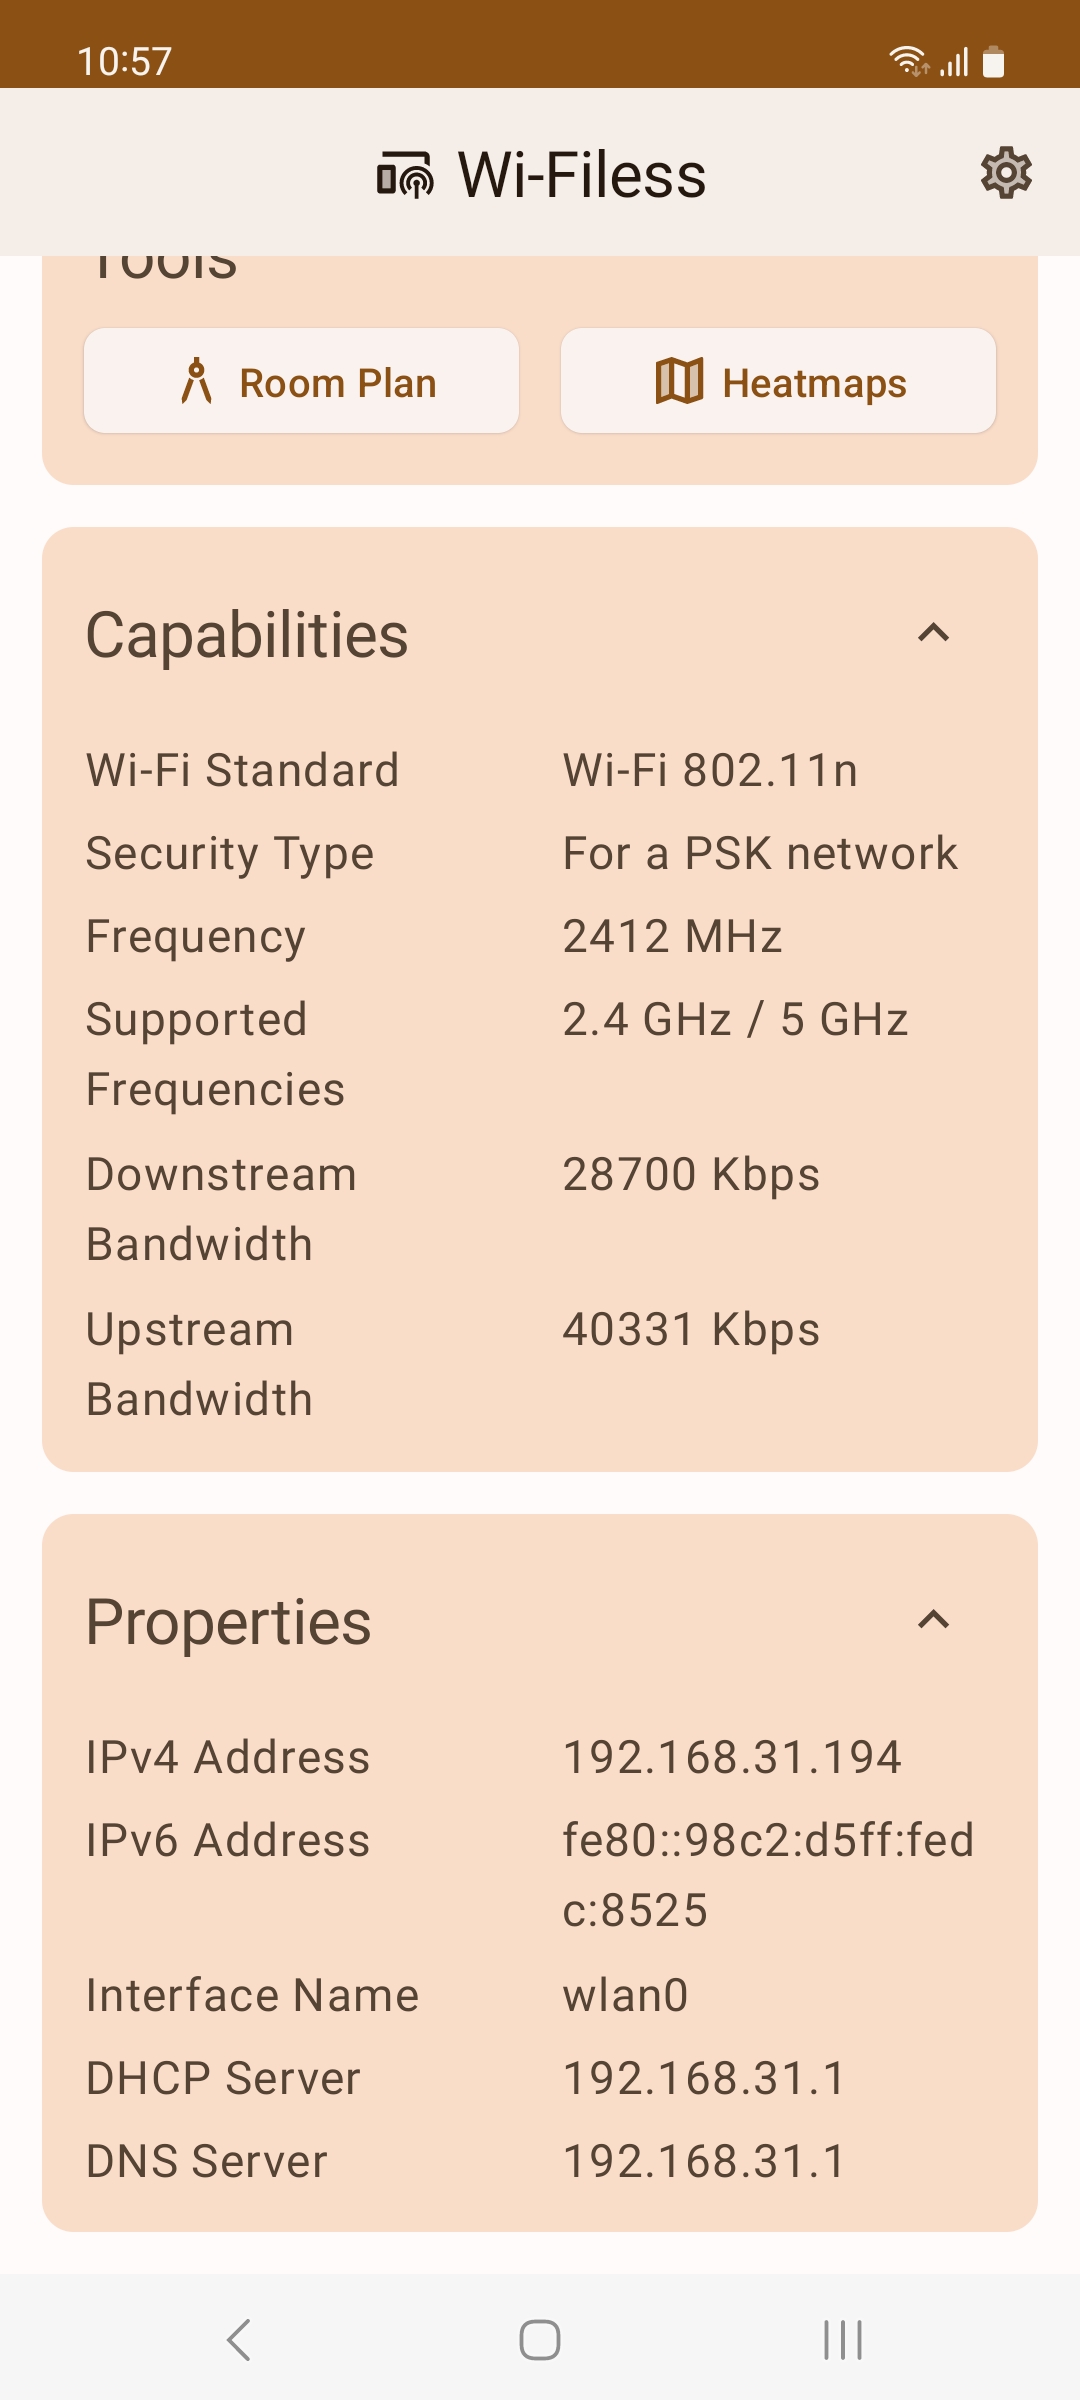 10:57
Wi-Filess
Tools
Room Plan
Heatmaps
Capabilities
Wi-Fi Standard Wi-Fi 802.11n
Security Type For a PSK network
Frequency 2412 MHz
Supported 2.4 GHz / 5 GHz
Frequencies
Downstream 28700 Kbps
Bandwidth
Upstream 40331 Kbps
Bandwidth
Properties
IPv4 Address 192.168.31.194
IPv6 Address fe80::98c2:d5ff:fed
c:8525
Interface Name wlan0
DHCP Server 192.168.31.1
DNS Server 192.168.31.1